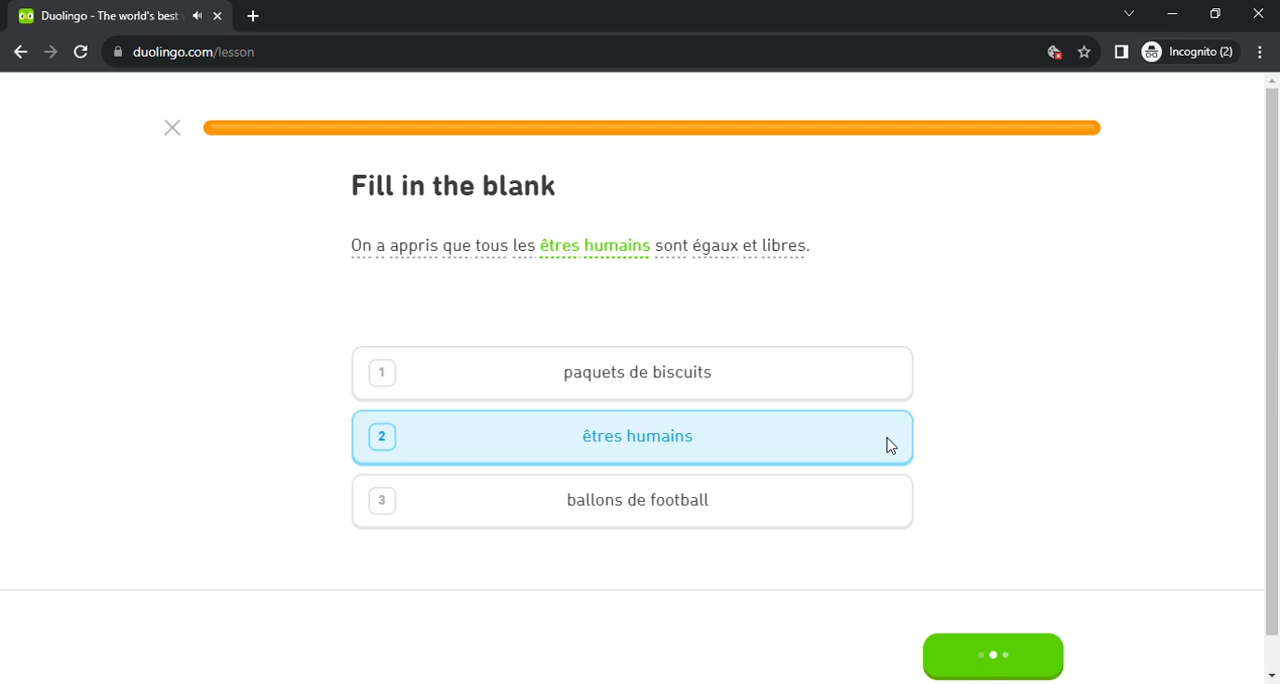 Duolingo - The world's best
duolingo.com/lesson
Incognito (2)
Fill in the blank
On a appris que tous les êtres humains sont égaux et libres.
1 paquets de biscuits
2 êtres humains
3 ballons de football